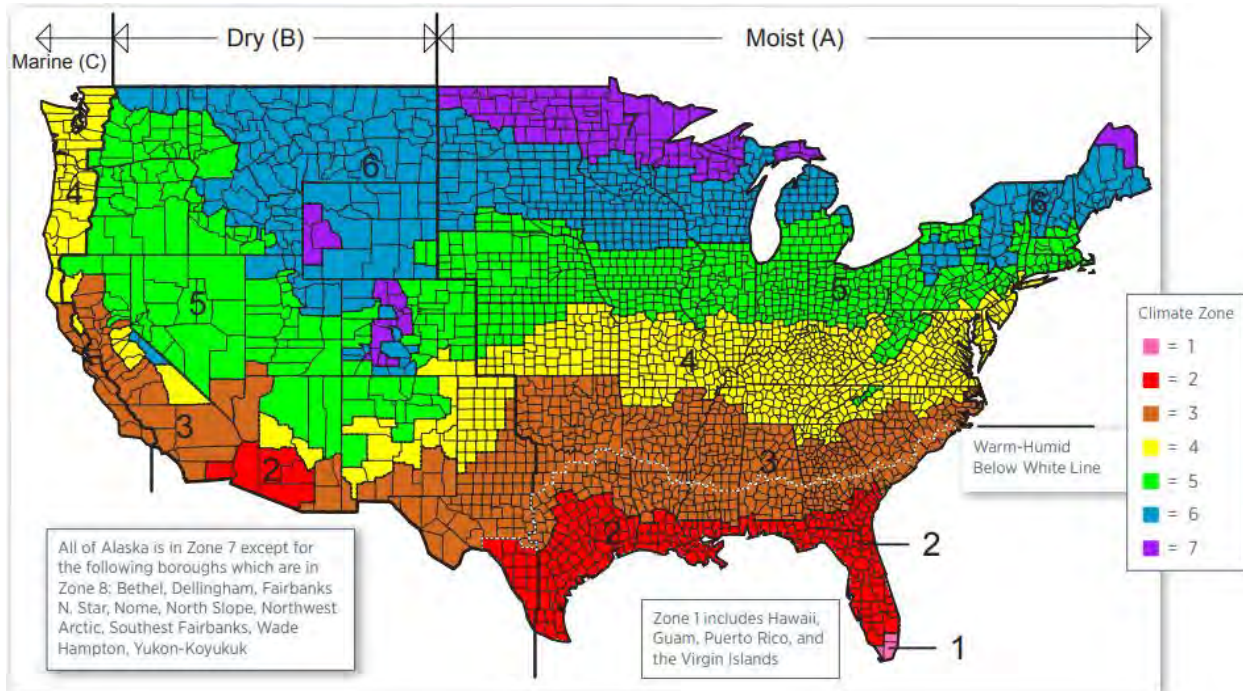 Marine (C)
Dry (B)
Moist (A)
7
6
6
4
6
5
5
4
3
3
2
2
2
1
Climate Zone
= 1
= 2
= 3
= 4
= 5
= 6
= 7
Warm-Humid
Below White Line
All of Alaska is in Zone 7 except for
the following boroughs which are in
Zone 8: Bethel, Dellingham, Fairbanks
N. Star, Nome, North Slope, Northwest
Arctic, Southest Fairbanks, Wade
Hampton, Yukon-Koyukuk
Zone 1 includes Hawaii,
Guam, Puerto Rico, and
the Virgin Islands